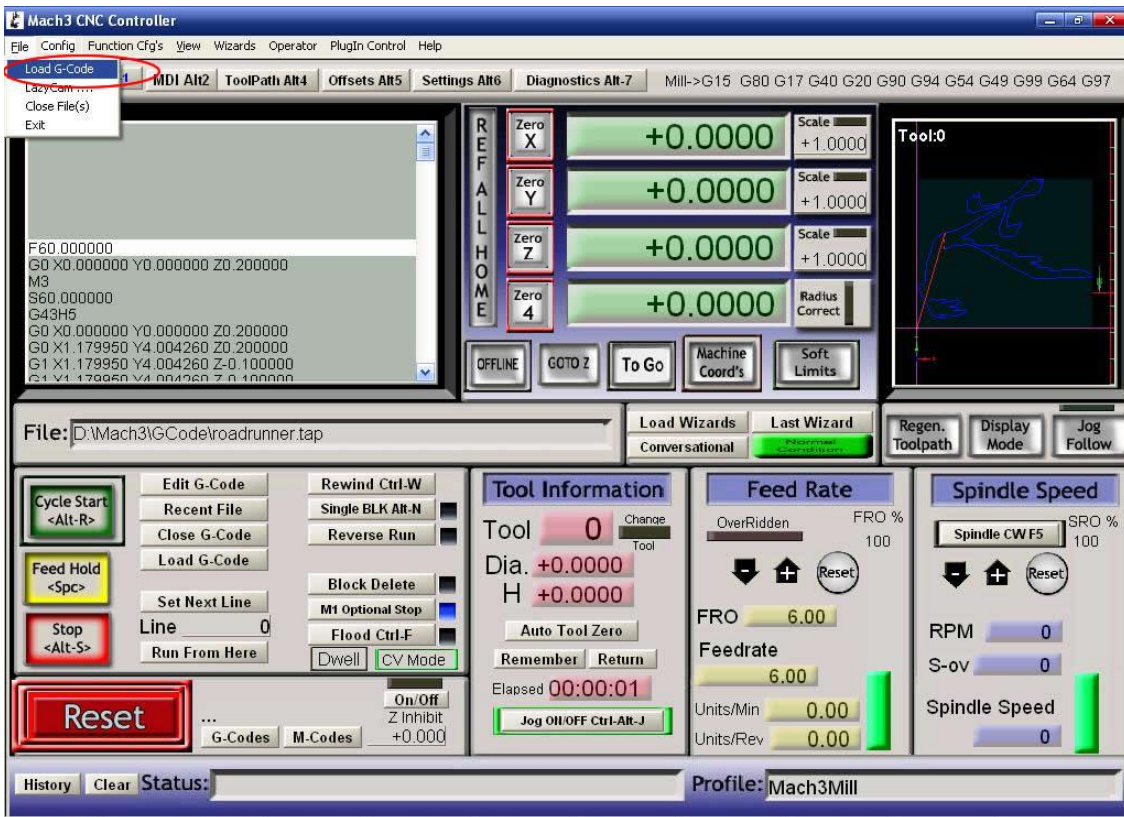 Mach3 CNC Controller
File Config Function Cfg's View Wizards Operator PlugIn Control Help
Load G-Code
LazyCam ....
Close File(s)
Exit
1 MDI Alt2 ToolPath Alt4 Offsets Alt5 Settings Alt6 Diagnostics Alt-7 Mill->G15 G80 G17 G40 G20 G90 G94 G54 G49 G99 G64 G97
F60.000000
G0 X0.000000 Y0.000000 Z0.200000
M3
S60.000000
G43H5
G0 X0.000000 Y0.000000 Z0.200000
G0 X1.179950 Y4.004260 Z0.200000
G1 X1.179950 Y4.004260 Z-0.100000
G1 X1.179950 Y4.004260 Z-0.100000
REF ALL HOME
Zero X +0.0000 Scale +1.0000
Zero Y +0.0000 Scale +1.0000
Zero Z +0.0000 Scale +1.0000
Zero 4 +0.0000 Radius Correct
OFFLINE GOTO Z To Go Machine Coord's Soft Limits
Tool:0
File: D:\Mach3\GCode\roadrunner.tap
Load Wizards Last Wizard
Conversational Normal Condition
Regen. Toolpath Display Mode Jog Follow
Cycle Start <Alt-R>
Feed Hold <Spc>
Stop <Alt-S>
Edit G-Code
Recent File
Close G-Code
Load G-Code
Set Next Line
Line 0
Run From Here
Rewind Ctrl-W
Single BLK Alt-N
Reverse Run
Block Delete
M1 Optional Stop
Flood Ctrl-F
Dwell CV Mode
Reset
...
G-Codes M-Codes
On/Off
Z Inhibit
+0.000
Tool Information
Tool 0 Change Tool
Dia. +0.0000
H +0.0000
Auto Tool Zero
Remember Return
Elapsed 00:00:01
Jog ON/OFF Ctrl-Alt-J
Feed Rate
OverRidden FRO %
100
Reset
FRO 6.00
Feedrate
6.00
Units/Min 0.00
Units/Rev 0.00
Spindle Speed
Spindle CW F5 SRO %
100
Reset
RPM 0
S-ov 0
Spindle Speed
0
History Clear Status:
Profile: Mach3Mill